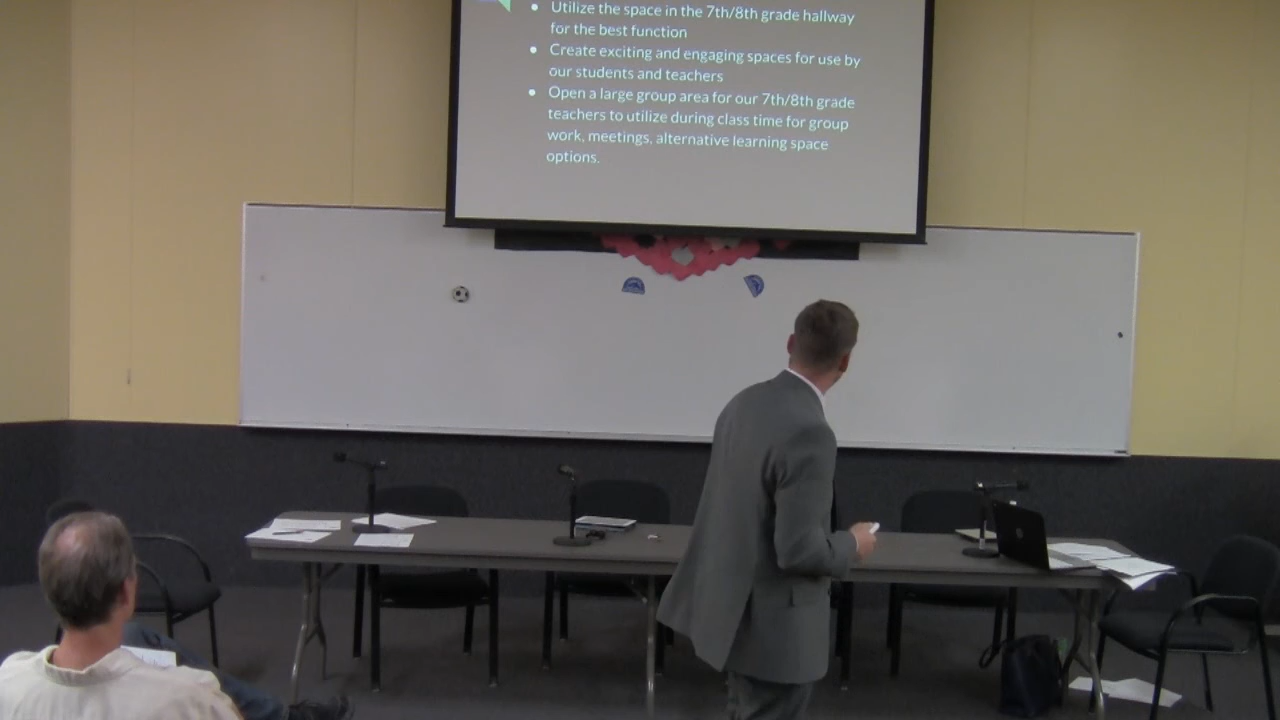 • Utilize the space in the 7th/8th grade hallway
for the best function
• Create exciting and engaging spaces for use by
our students and teachers
• Open a large group area for our 7th/8th grade
teachers to utilize during class time for group
work, meetings, alternative learning space
options.